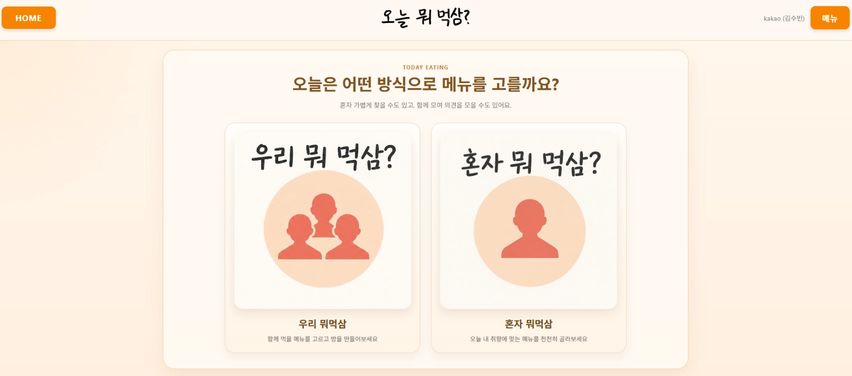 HOME
오늘 뭐 먹삼?
kakao (김수빈)
메뉴
TODAY EATING
오늘은 어떤 방식으로 메뉴를 고를까요?
혼자 가볍게 찾을 수도 있고, 함께 모여 의견을 모을 수도 있어요.
우리 뭐 먹삼?
혼자 뭐 먹삼?
우리 뭐먹삼
함께 먹을 메뉴를 고르고 방을 만들어보세요
혼자 뭐먹삼
오늘 내 취향에 맞는 메뉴를 천천히 골라보세요